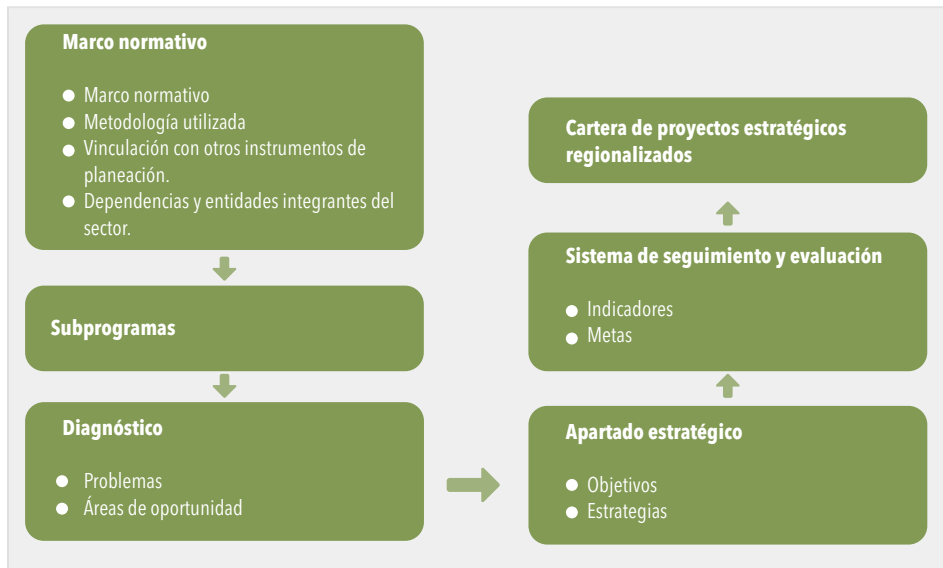 Marco normativo
Marco normativo
Metodología utilizada
Vinculación con otros instrumentos de
planeación.
Dependencias y entidades integrantes del
sector.
Subprogramas
Diagnóstico
Problemas
Áreas de oportunidad
Apartado estratégico
Objetivos
Estrategias
Sistema de seguimiento y evaluación
Indicadores
Metas
Cartera de proyectos estratégicos
regionalizados